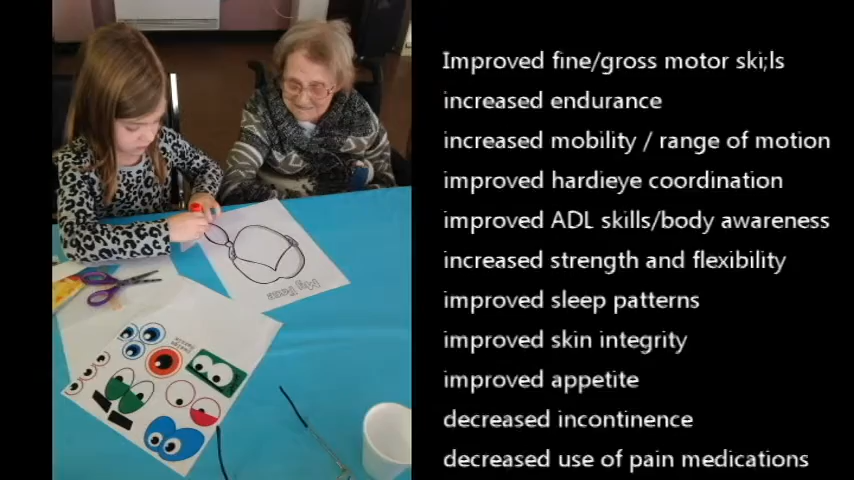 Improved fine/gross motor ski;ls
increased endurance
increased mobility / range of motion
improved hardieye coordination
improved ADL skills/body awareness
increased strength and flexibility
improved sleep patterns
improved skin integrity
improved appetite
decreased incontinence
decreased use of pain medications
My Face